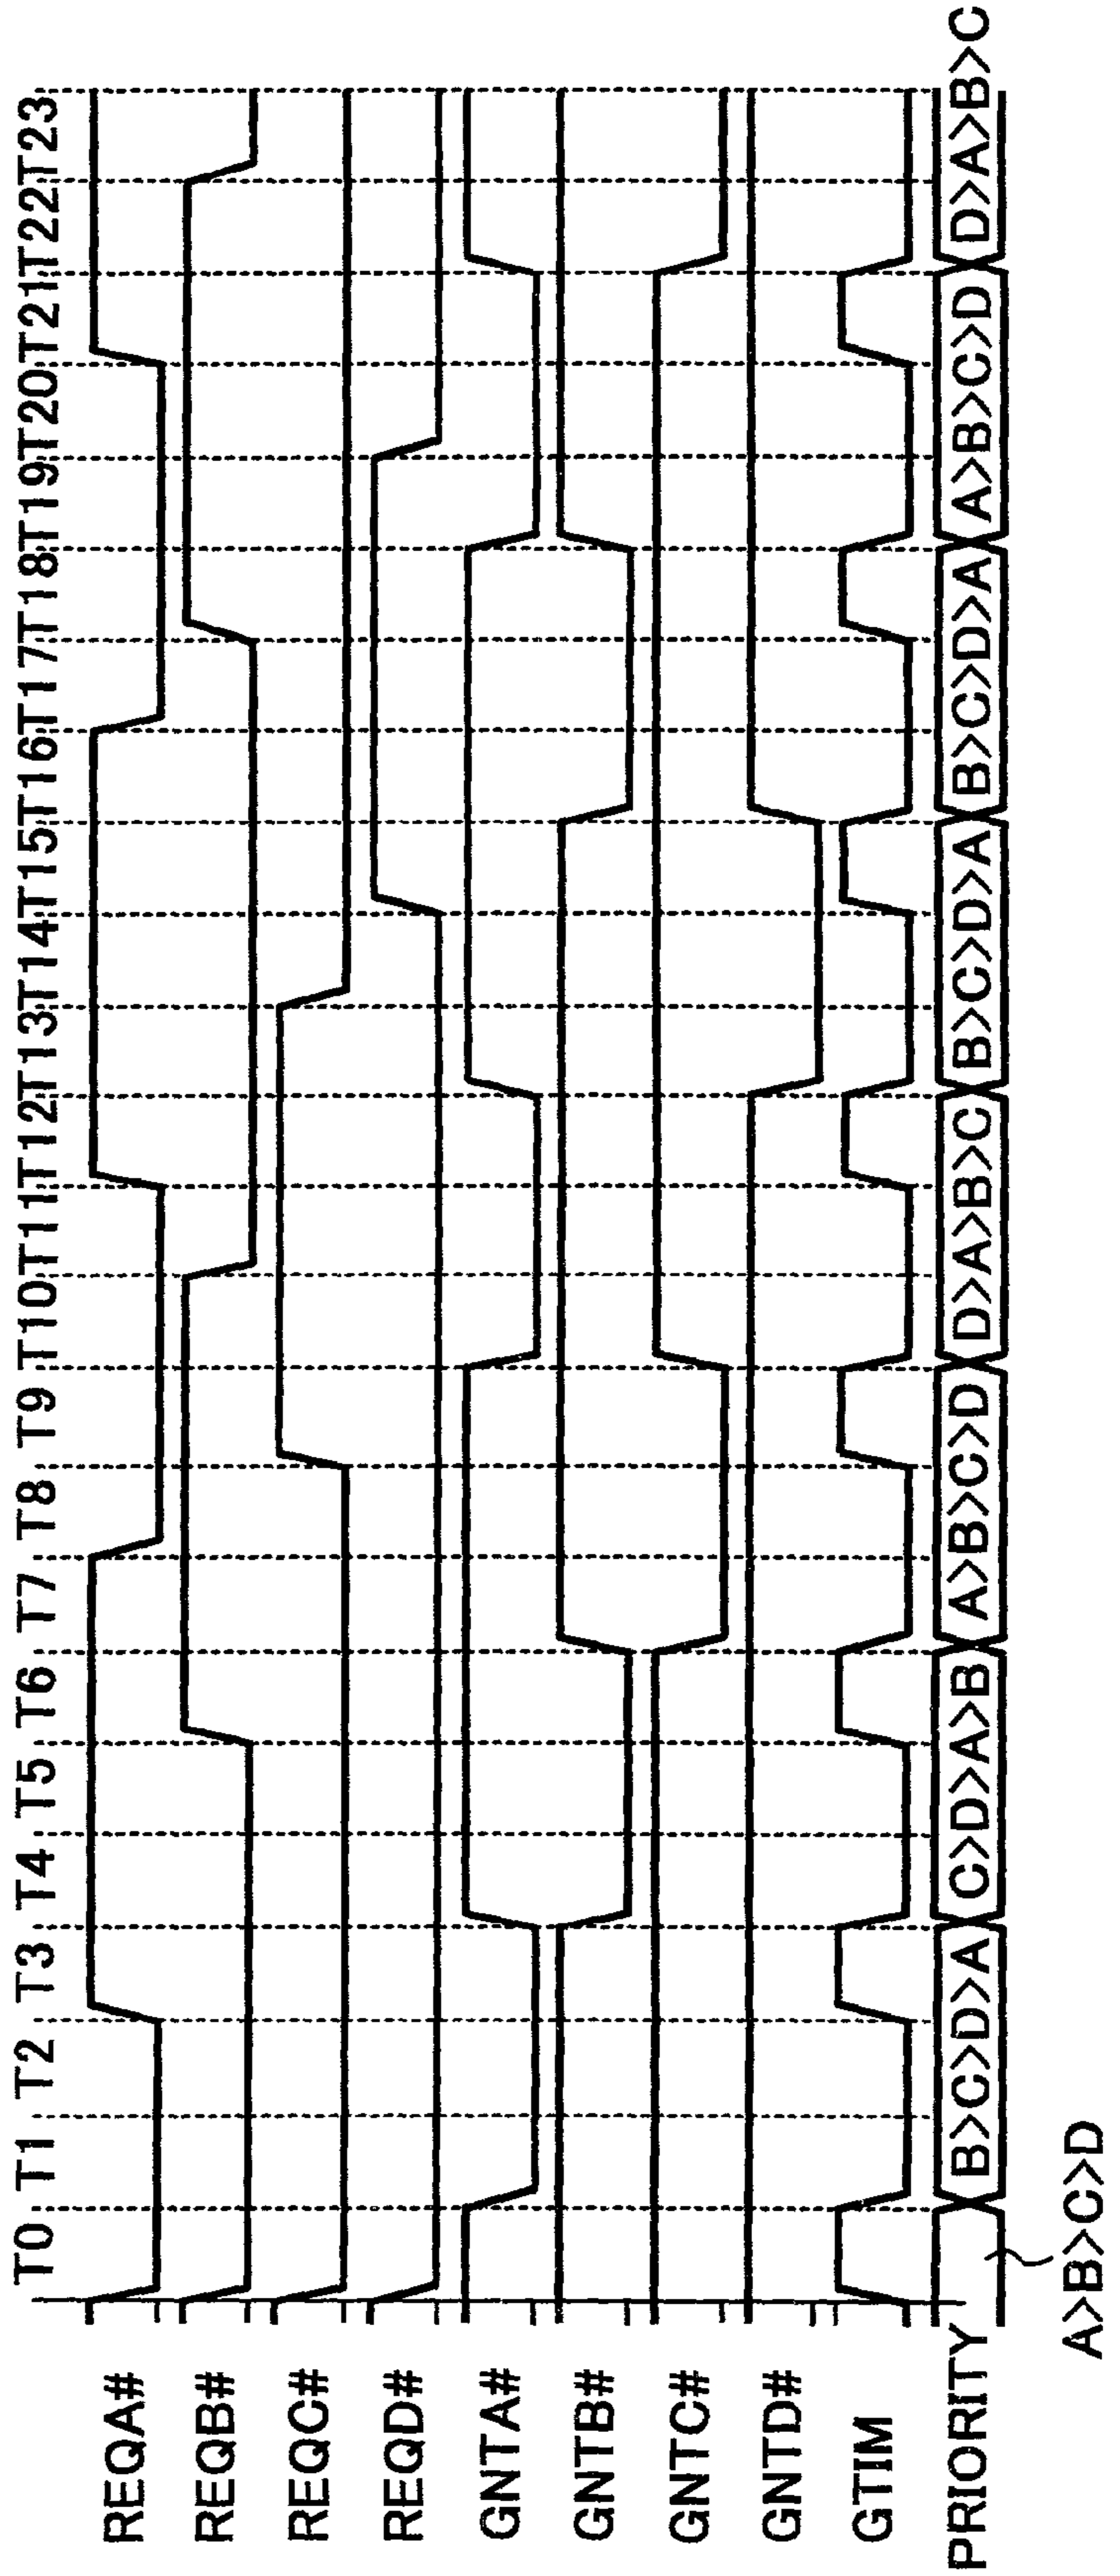 T0 T1 T2 T3 T4 T5 T6 T7 T8 T9 T10 T11 T12 T13 T14 T15 T16 T17 T18 T19 T20 T21 T22 T23
REQA#
REQB#
REQC#
REQD#
GNTA#
GNTB#
GNTC#
GNTD#
GTIM
PRIORITY B>C>D>A C>D>A>B A>B>C>D D>A>B>C B>C>D>A B>C>D>A A>B>C>D D>A>B>C
A>B>C>D